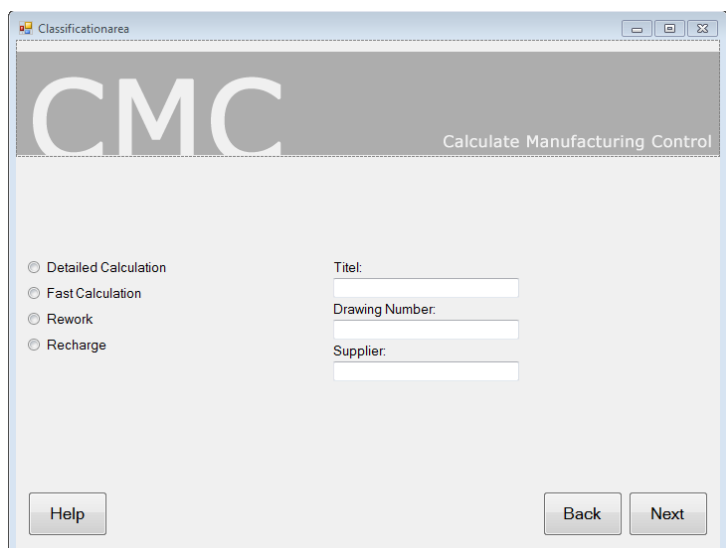 Classificationarea
CMC
Calculate Manufacturing Control
Detailed Calculation
Fast Calculation
Rework
Recharge
Titel:
Drawing Number:
Supplier:
Help
Back
Next